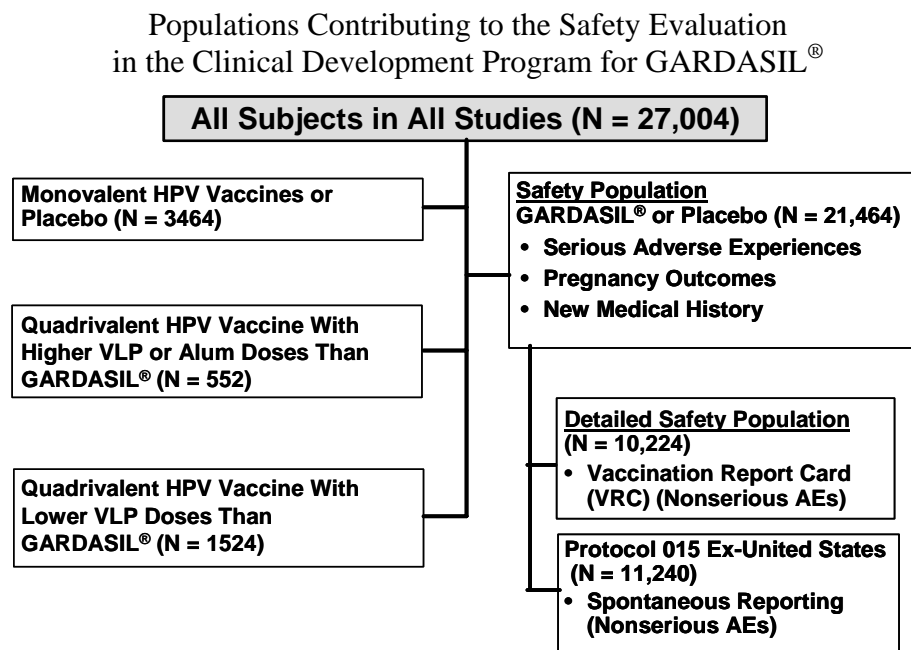 Populations Contributing to the Safety Evaluation
in the Clinical Development Program for GARDASIL®
All Subjects in All Studies (N = 27,004)
Monovalent HPV Vaccines or
Placebo (N = 3464)
Quadrivalent HPV Vaccine With
Higher VLP or Alum Doses Than
GARDASIL® (N = 552)
Quadrivalent HPV Vaccine With
Lower VLP Doses Than
GARDASIL® (N = 1524)
Safety Population
GARDASIL® or Placebo (N = 21,464)
• Serious Adverse Experiences
• Pregnancy Outcomes
• New Medical History
Detailed Safety Population
(N = 10,224)
• Vaccination Report Card
(VRC) (Nonserious AEs)
Protocol 015 Ex-United States
(N = 11,240)
• Spontaneous Reporting
(Nonserious AEs)